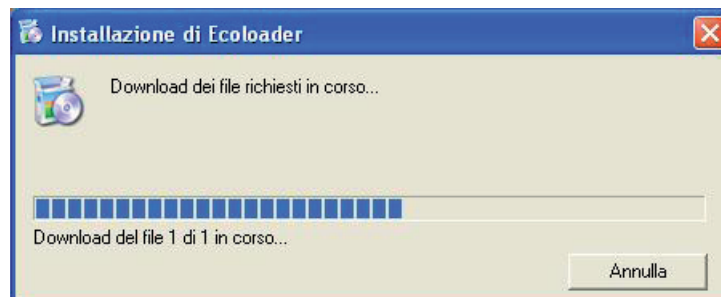 Installazione di Ecoloader
Download dei file richiesti in corso...
Download del file 1 di 1 in corso...
Annulla